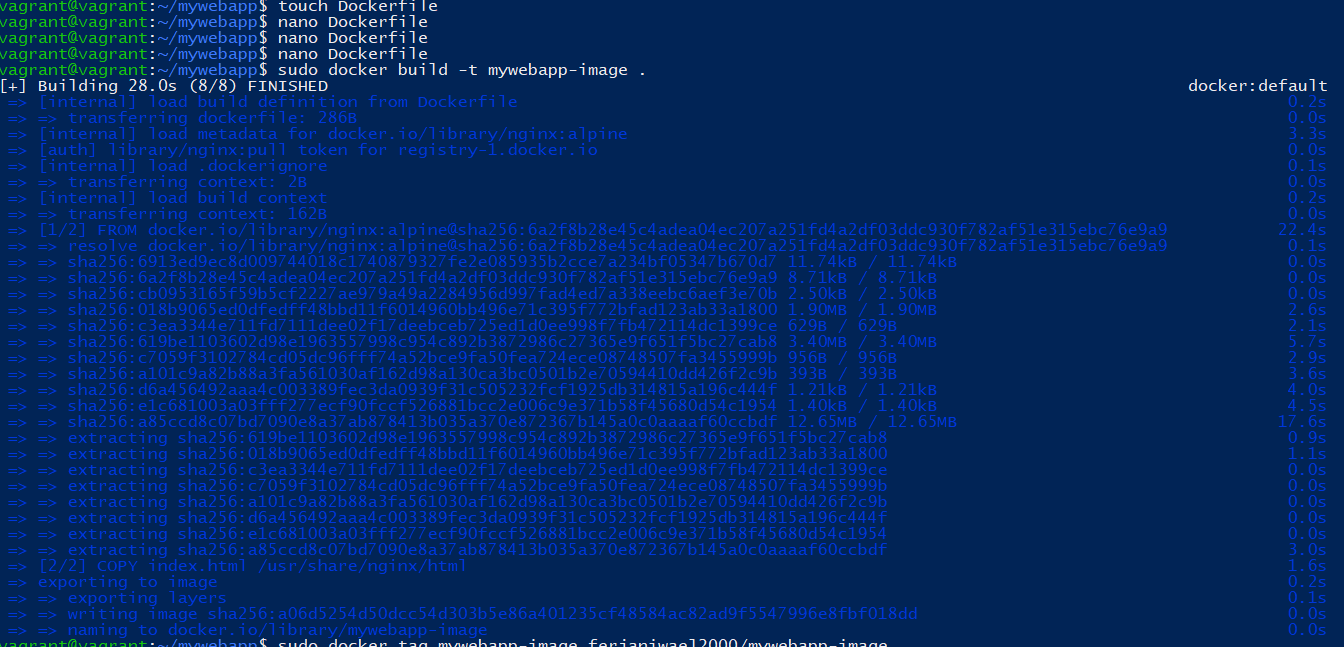 vagrant@vagrant:~/mywebapp$ touch Dockerfile
vagrant@vagrant:~/mywebapp$ nano Dockerfile
vagrant@vagrant:~/mywebapp$ nano Dockerfile
vagrant@vagrant:~/mywebapp$ nano Dockerfile
vagrant@vagrant:~/mywebapp$ sudo docker build -t mywebapp-image .
[+] Building 28.0s (8/8) FINISHED docker:default
=> [internal] load build definition from Dockerfile 0.2s
=> => transferring dockerfile: 286B 0.0s
=> [internal] load metadata for docker.io/library/nginx:alpine 3.3s
=> [auth] library/nginx:pull token for registry-1.docker.io 0.0s
=> [internal] load .dockerignore 0.1s
=> => transferring context: 2B 0.0s
=> [internal] load build context 0.2s
=> => transferring context: 162B 0.0s
=> [1/2] FROM docker.io/library/nginx:alpine@sha256:6a2f8b28e45c4adea04ec207a251fd4a2df03ddc930f782af51e315ebc76e9a9 22.4s
=> => resolve docker.io/library/nginx:alpine@sha256:6a2f8b28e45c4adea04ec207a251fd4a2df03ddc930f782af51e315ebc76e9a9 0.1s
=> => sha256:6913ed9ec8d009744018c1740879327fe2e085935b2cce7a234bf05347b670d7 11.74kB / 11.74kB 0.0s
=> => sha256:6a2f8b28e45c4adea04ec207a251fd4a2df03ddc930f782af51e315ebc76e9a9 8.71kB / 8.71kB 0.0s
=> => sha256:cb0953165f59b5cf2227ae979a49a2284956d997fad4ed7a338eebc6aef3e70b 2.50kB / 2.50kB 0.0s
=> => sha256:018b9065ed0dfedff48bbd11f6014960bb496e71c395f772bfad123ab33a1800 1.90MB / 1.90MB 2.6s
=> => sha256:c3ea3344e711fd7111dee02f17deebceb725ed1d0ee998f7fb472114dc1399ce 629B / 629B 2.1s
=> => sha256:619be1103602d98e1963557998c954c892b3872986c27365e9f651f5bc27cab8 3.40MB / 3.40MB 5.7s
=> => sha256:c7059f3102784cd05dc96fff74a52bce9fa50fea724ece08748507fa3455999b 956B / 956B 2.9s
=> => sha256:a101c9a82b88a3fa561030af162d98a130ca3bc0501b2e70594410dd426f2c9b 393B / 393B 3.6s
=> => sha256:d6a456492aaa4c003389fec3da0939f31c505232fcf1925db314815a196c444f 1.21kB / 1.21kB 4.0s
=> => sha256:e1c681003a03fff277ecf90fccf526881bcc2e006c9e371b58f45680d54c1954 1.40kB / 1.40kB 4.5s
=> => sha256:a85ccd8c07bd7090e8a37ab878413b035a370e872367b145a0c0aaaaf60ccbdf 12.65MB / 12.65MB 17.6s
=> => extracting sha256:619be1103602d98e1963557998c954c892b3872986c27365e9f651f5bc27cab8 0.9s
=> => extracting sha256:018b9065ed0dfedff48bbd11f6014960bb496e71c395f772bfad123ab33a1800 1.1s
=> => extracting sha256:c3ea3344e711fd7111dee02f17deebceb725ed1d0ee998f7fb472114dc1399ce 0.0s
=> => extracting sha256:c7059f3102784cd05dc96fff74a52bce9fa50fea724ece08748507fa3455999b 0.0s
=> => extracting sha256:a101c9a82b88a3fa561030af162d98a130ca3bc0501b2e70594410dd426f2c9b 0.0s
=> => extracting sha256:d6a456492aaa4c003389fec3da0939f31c505232fcf1925db314815a196c444f 0.0s
=> => extracting sha256:e1c681003a03fff277ecf90fccf526881bcc2e006c9e371b58f45680d54c1954 0.0s
=> => extracting sha256:a85ccd8c07bd7090e8a37ab878413b035a370e872367b145a0c0aaaaf60ccbdf 3.0s
=> [2/2] COPY index.html /usr/share/nginx/html 1.6s
=> exporting to image 0.2s
=> => exporting layers 0.1s
=> => writing image sha256:a06d5254d50dcc54d303b5e86a401235cf48584ac82ad9f5547996e8fbf018dd 0.0s
=> => naming to docker.io/library/mywebapp-image 0.0s
vagrant@vagrant:~/mywebapp$ sudo docker tag mywebapp-image ferjaniwael2000/mywebapp-image